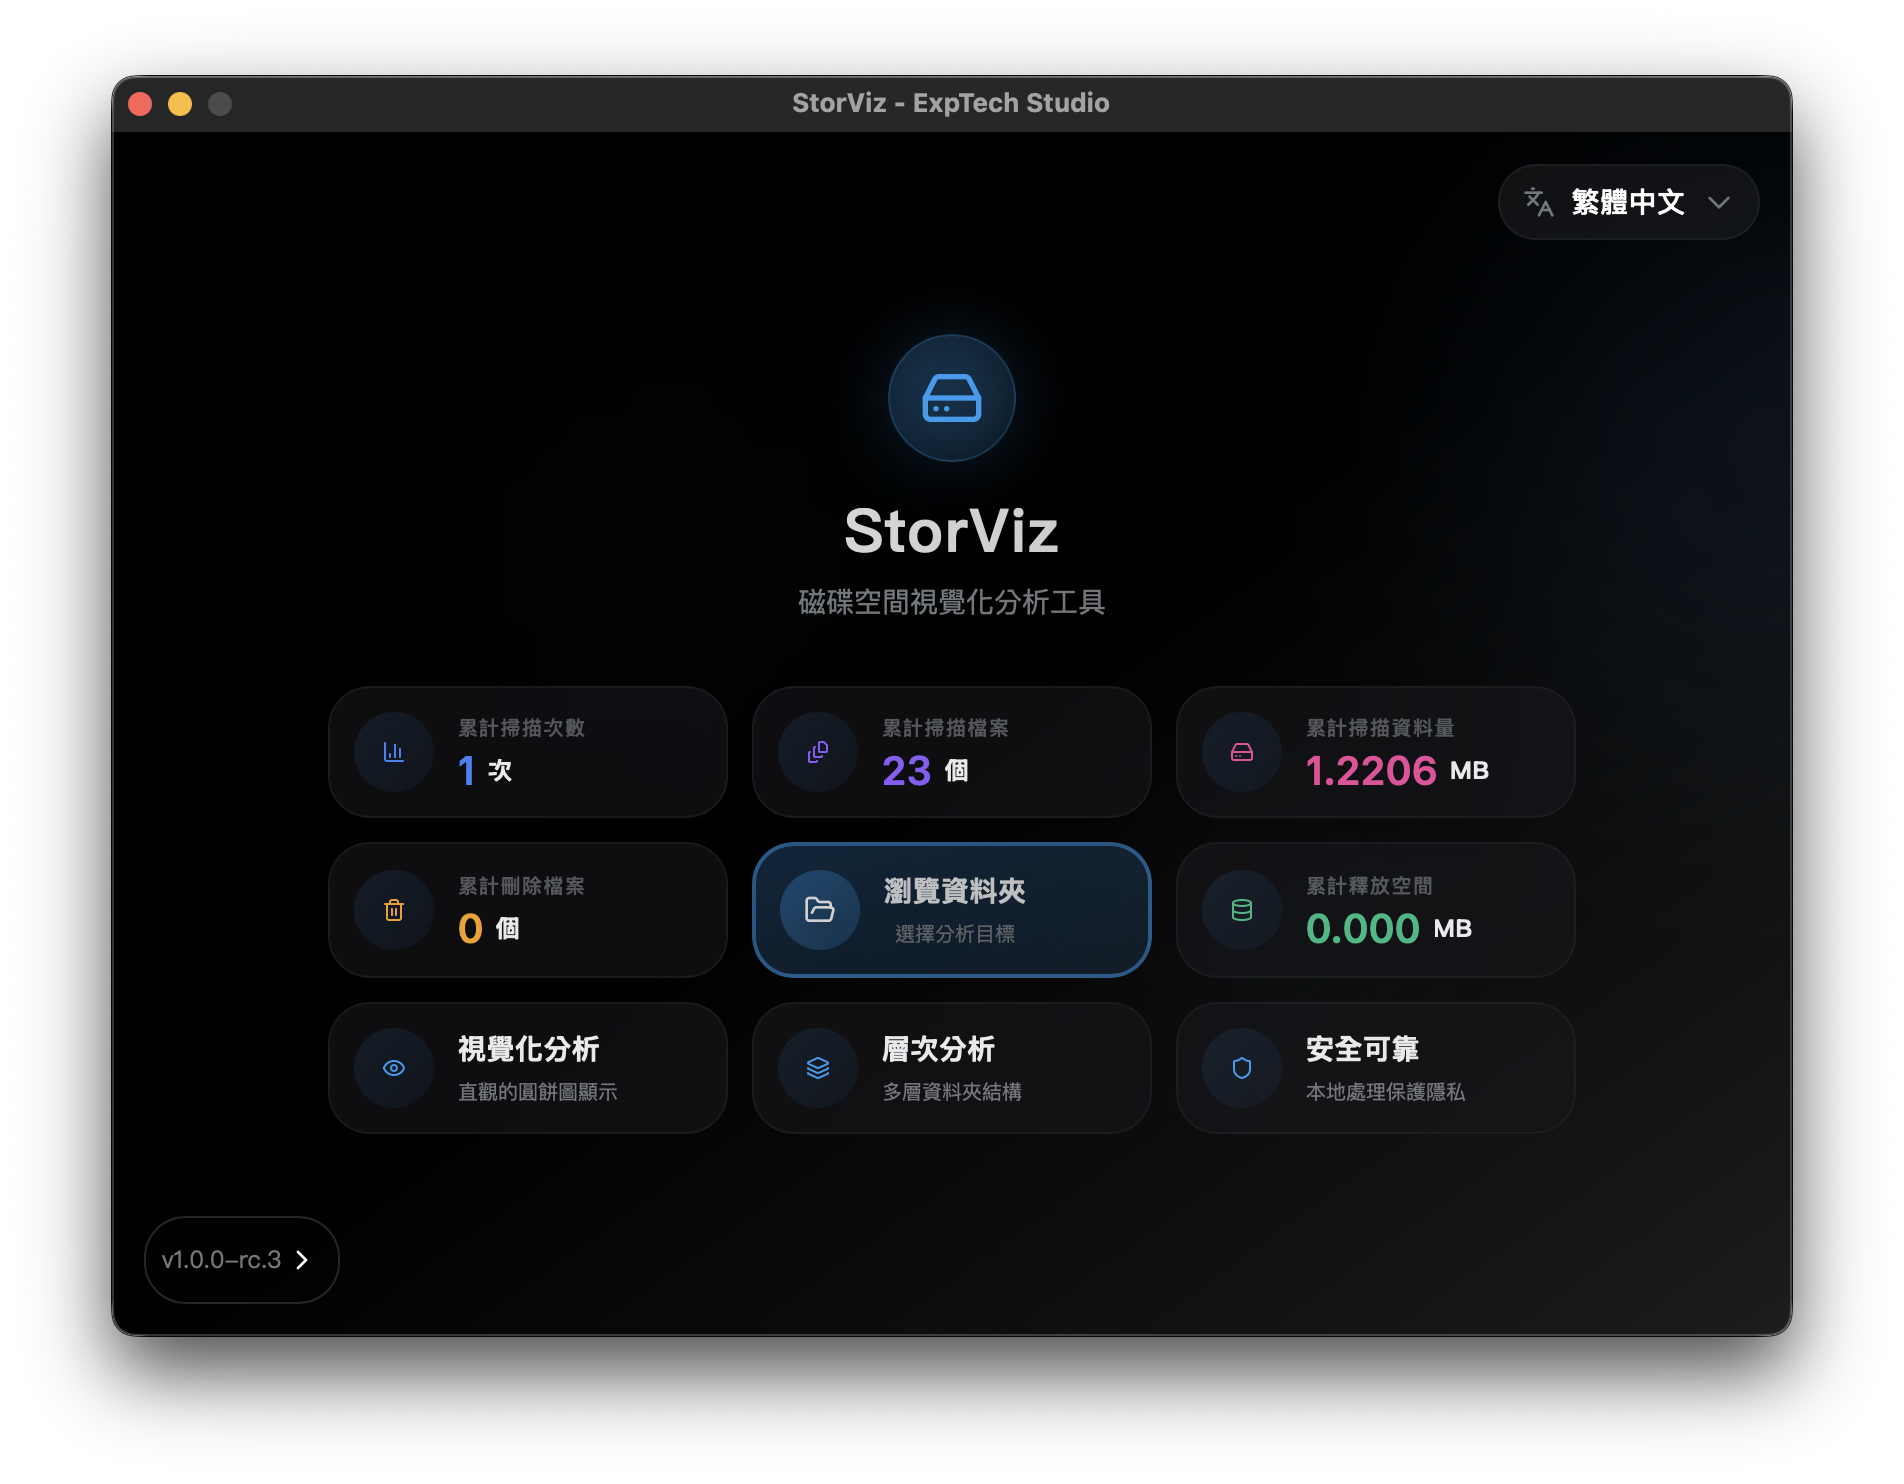 StorViz - ExpTech Studio
繁體中文
StorViz
磁碟空間視覺化分析工具
累計掃描次數
1 次
累計掃描檔案
23 個
累計掃描資料量
1.2206 MB
累計刪除檔案
0 個
瀏覽資料夾
選擇分析目標
累計釋放空間
0.000 MB
視覺化分析
直觀的圓餅圖顯示
層次分析
多層資料夾結構
安全可靠
本地處理保護隱私
v1.0.0-rc.3